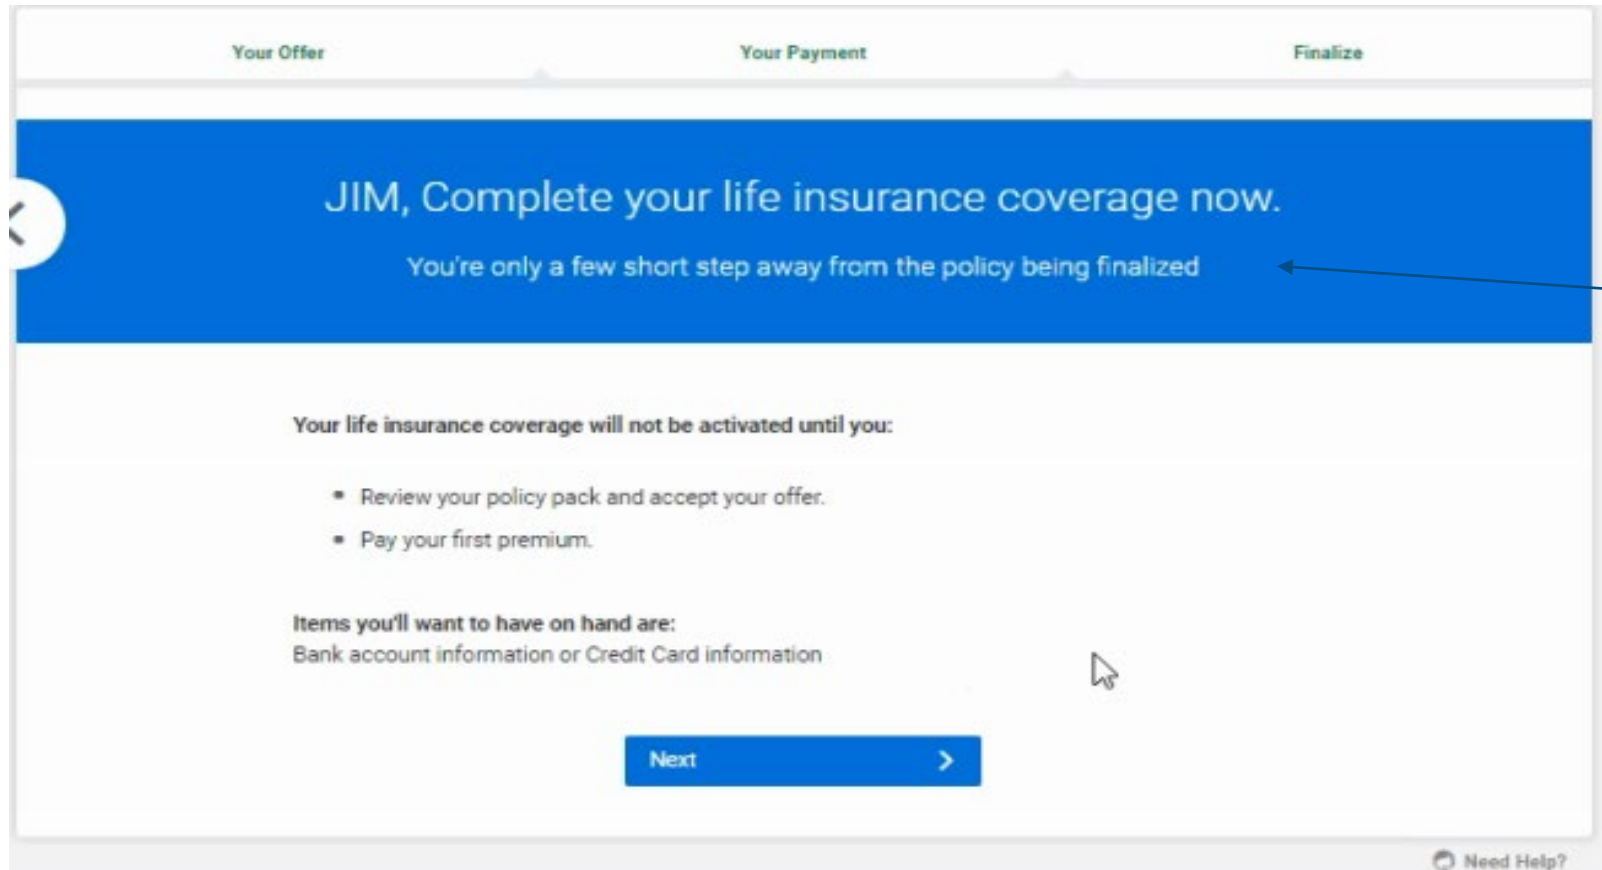 Your Offer
Your Payment
Finalize
JIM, Complete your life insurance coverage now.
You're only a few short step away from the policy being finalized
Your life insurance coverage will not be activated until you:
• Review your policy pack and accept your offer.
• Pay your first premium.
Items you'll want to have on hand are:
Bank account information or Credit Card information
Next
Need Help?